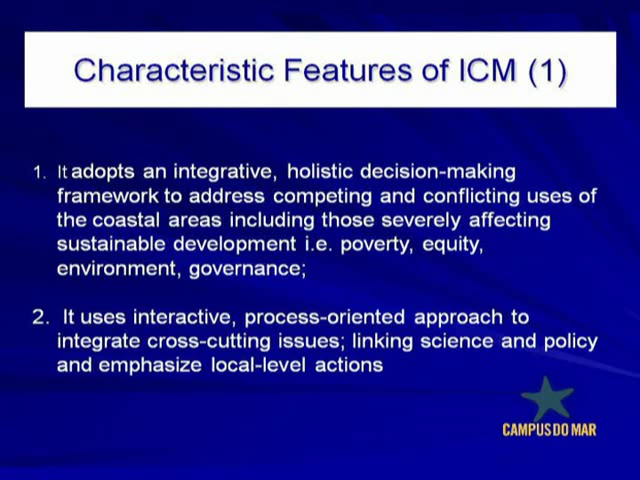 Characteristic Features of ICM (1)
1. It adopts an integrative, holistic decision-making
framework to address competing and conflicting uses of
the coastal areas including those severely affecting
sustainable development i.e. poverty, equity,
environment, governance;
2. It uses interactive, process-oriented approach to
integrate cross-cutting issues; linking science and policy
and emphasize local-level actions
CAMPUS DO MAR